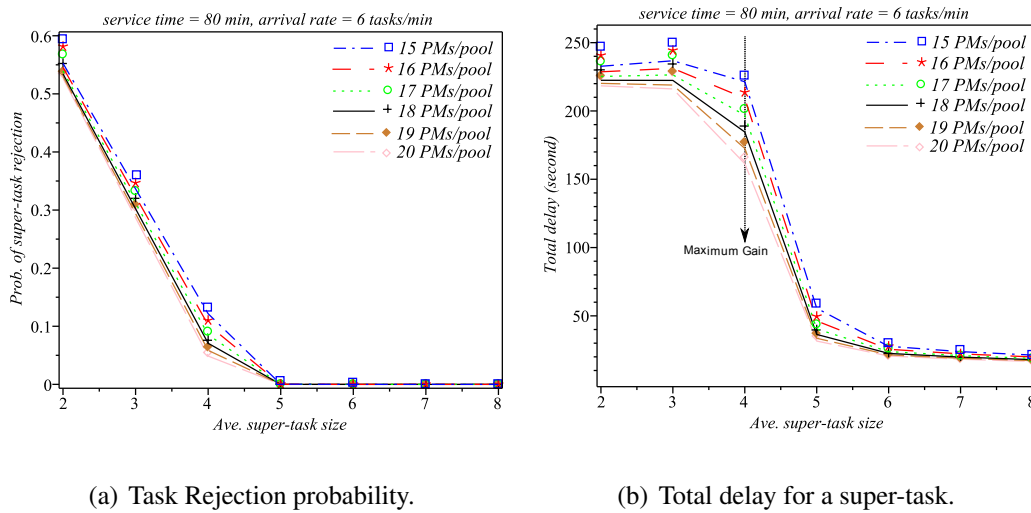 service time = 80 min, arrival rate = 6 tasks/min
0.6
0.5
0.4
0.3
0.2
0.1
0
Prob. of super-task rejection
15 PMs/pool
16 PMs/pool
17 PMs/pool
18 PMs/pool
19 PMs/pool
20 PMs/pool
2 3 4 5 6 7 8
Ave. super-task size
(a) Task Rejection probability.
service time = 80 min, arrival rate = 6 tasks/min
250
200
150
100
50
Total delay (second)
15 PMs/pool
16 PMs/pool
17 PMs/pool
18 PMs/pool
19 PMs/pool
20 PMs/pool
Maximum Gain
2 3 4 5 6 7 8
Ave. super-task size
(b) Total delay for a super-task.